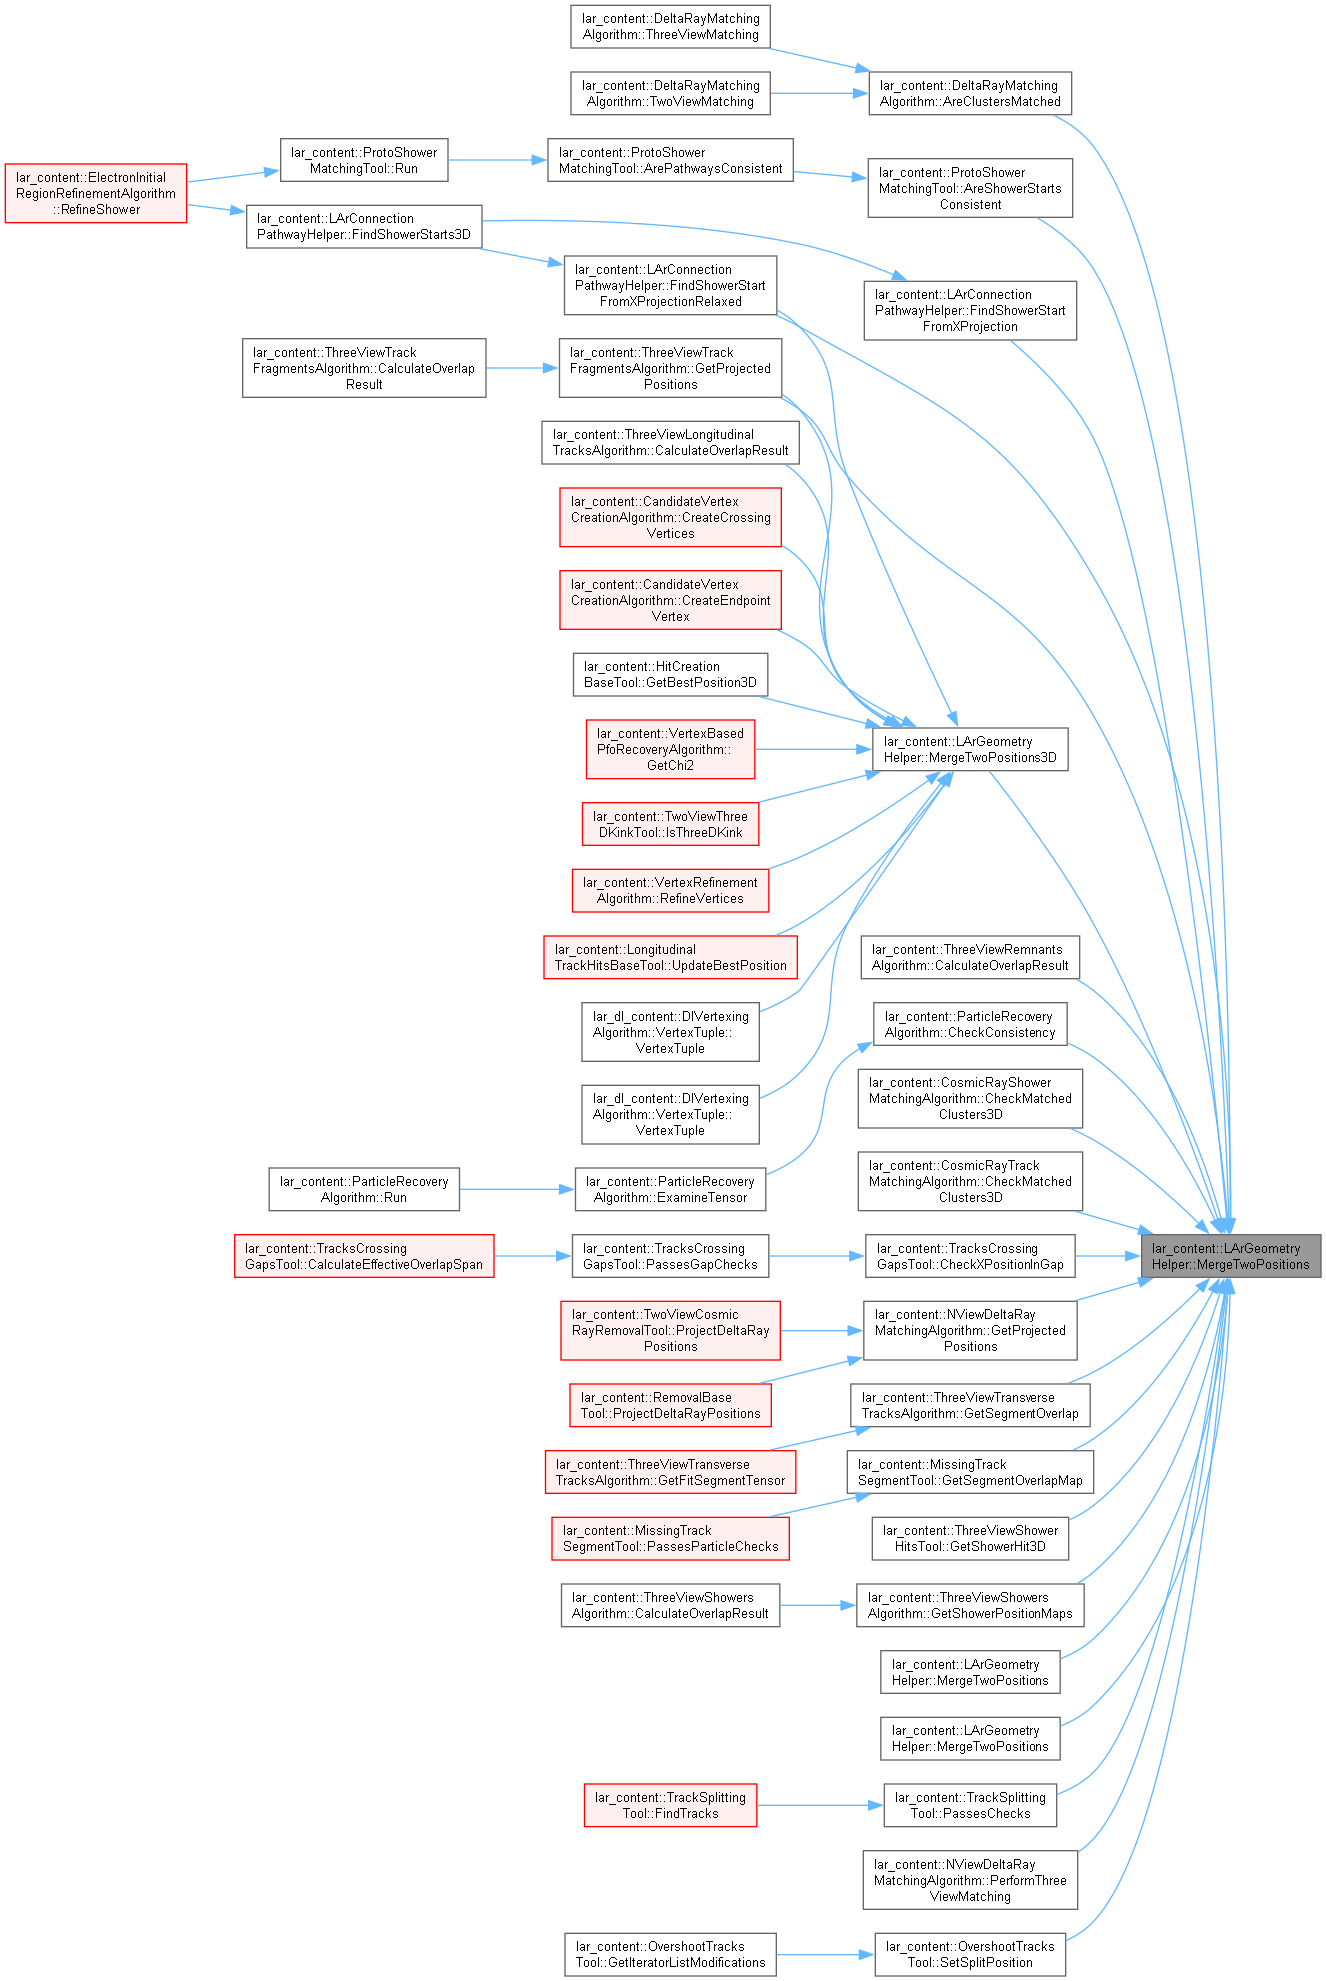 lar_content::DeltaRayMatching
Algorithm::ThreeViewMatching
lar_content::DeltaRayMatching
Algorithm::TwoViewMatching
lar_content::DeltaRayMatching
Algorithm::AreClustersMatched
lar_content::ProtoShower
MatchingTool::Run
lar_content::ProtoShower
MatchingTool::ArePathwaysConsistent
lar_content::ProtoShower
MatchingTool::AreShowerStarts
Consistent
lar_content::ElectronInitial
RegionRefinementAlgorithm
::RefineShower
lar_content::LArConnection
PathwayHelper::FindShowerStarts3D
lar_content::LArConnection
PathwayHelper::FindShowerStart
FromXProjectionRelaxed
lar_content::LArConnection
PathwayHelper::FindShowerStart
FromXProjection
lar_content::ThreeViewTrack
FragmentsAlgorithm::CalculateOverlap
Result
lar_content::ThreeViewTrack
FragmentsAlgorithm::GetProjected
Positions
lar_content::ThreeViewLongitudinal
TracksAlgorithm::CalculateOverlapResult
lar_content::CandidateVertex
CreationAlgorithm::CreateCrossing
Vertices
lar_content::CandidateVertex
CreationAlgorithm::CreateEndpoint
Vertex
lar_content::HitCreation
BaseTool::GetBestPosition3D
lar_content::VertexBased
PfoRecoveryAlgorithm::
GetChi2
lar_content::LArGeometry
Helper::MergeTwoPositions3D
lar_content::TwoViewThree
DKinkTool::IsThreeDKink
lar_content::VertexRefinement
Algorithm::RefineVertices
lar_content::Longitudinal
TrackHitsBaseTool::UpdateBestPosition
lar_content::ThreeViewRemnants
Algorithm::CalculateOverlapResult
lar_dl_content::DlVertexing
Algorithm::VertexTuple::
VertexTuple
lar_content::ParticleRecovery
Algorithm::CheckConsistency
lar_dl_content::DlVertexing
Algorithm::VertexTuple::
VertexTuple
lar_content::CosmicRayShower
MatchingAlgorithm::CheckMatched
Clusters3D
lar_content::ParticleRecovery
Algorithm::Run
lar_content::ParticleRecovery
Algorithm::ExamineTensor
lar_content::CosmicRayTrack
MatchingAlgorithm::CheckMatched
Clusters3D
lar_content::TracksCrossing
GapsTool::CalculateEffectiveOverlapSpan
lar_content::TracksCrossing
GapsTool::PassesGapChecks
lar_content::TracksCrossing
GapsTool::CheckXPositionInGap
lar_content::LArGeometry
Helper::MergeTwoPositions
lar_content::TwoViewCosmic
RayRemovalTool::ProjectDeltaRay
Positions
lar_content::NViewDeltaRay
MatchingAlgorithm::GetProjected
Positions
lar_content::RemovalBase
Tool::ProjectDeltaRayPositions
lar_content::ThreeViewTransverse
TracksAlgorithm::GetSegmentOverlap
lar_content::ThreeViewTransverse
TracksAlgorithm::GetFitSegmentTensor
lar_content::MissingTrack
SegmentTool::GetSegmentOverlapMap
lar_content::MissingTrack
SegmentTool::PassesParticleChecks
lar_content::ThreeViewShower
HitsTool::GetShowerHit3D
lar_content::ThreeViewShowers
Algorithm::CalculateOverlapResult
lar_content::ThreeViewShowers
Algorithm::GetShowerPositionMaps
lar_content::LArGeometry
Helper::MergeTwoPositions
lar_content::LArGeometry
Helper::MergeTwoPositions
lar_content::TrackSplitting
Tool::FindTracks
lar_content::TrackSplitting
Tool::PassesChecks
lar_content::NViewDeltaRay
MatchingAlgorithm::PerformThree
ViewMatching
lar_content::OvershootTracks
Tool::GetIteratorListModifications
lar_content::OvershootTracks
Tool::SetSplitPosition